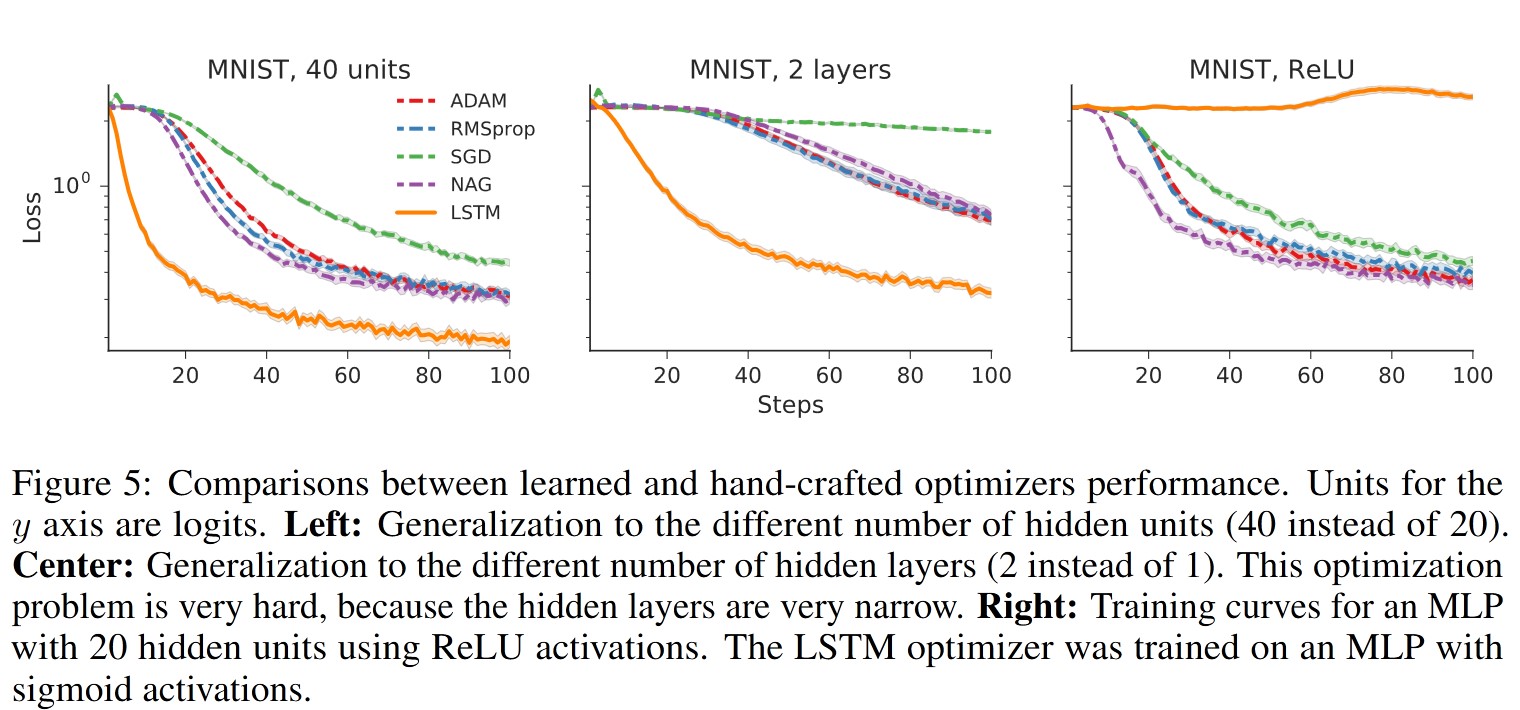 MNIST, 40 units
MNIST, 2 layers
MNIST, ReLU
ADAM
RMSprop
SGD
NAG
LSTM
Loss
10⁰
20 40 60 80 100
20 40 60 80 100
20 40 60 80 100
Steps
Figure 5: Comparisons between learned and hand-crafted optimizers performance. Units for the
y axis are logits. Left: Generalization to the different number of hidden units (40 instead of 20).
Center: Generalization to the different number of hidden layers (2 instead of 1). This optimization
problem is very hard, because the hidden layers are very narrow. Right: Training curves for an MLP
with 20 hidden units using ReLU activations. The LSTM optimizer was trained on an MLP with
sigmoid activations.